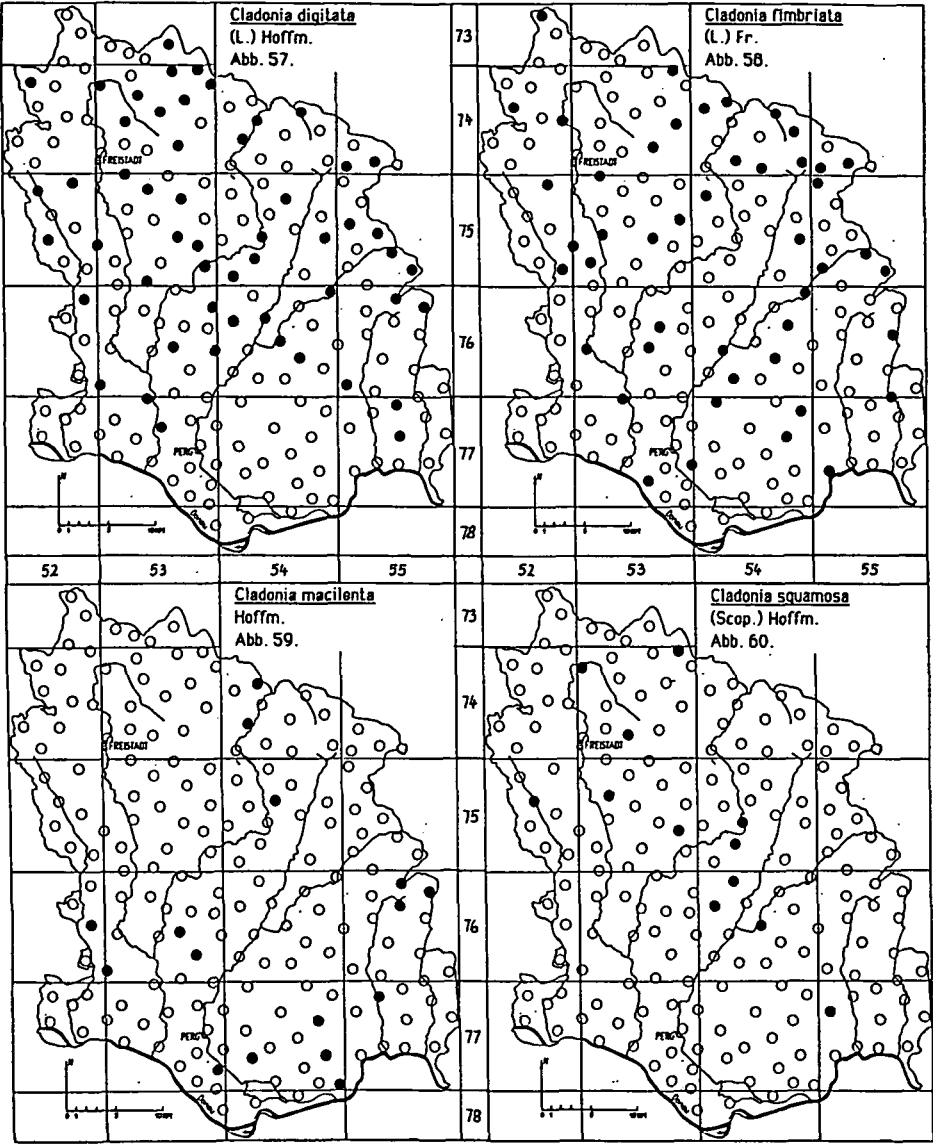 Cladonia digitata
(L.) Hoffm.
Abb. 57.
FREISTADT
PERG
N
Cladonia fimbriata
(L.) Fr.
Abb. 58.
FREISTADT
PERG
N
73
74
75
76
77
78
52 53 54 55 52 53 54 55
Cladonia macilenta
Hoffm.
Abb. 59.
FREISTADT
PERG
N
Cladonia squamosa
(Scop.) Hoffm.
Abb. 60.
FREISTADT
PERG
N
73
74
75
76
77
78